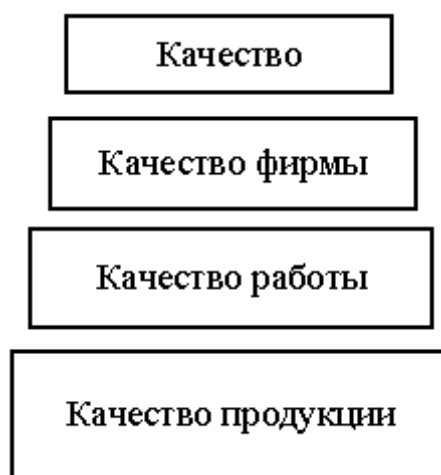 Качество
Качество фирмы
Качество работы
Качество продукции